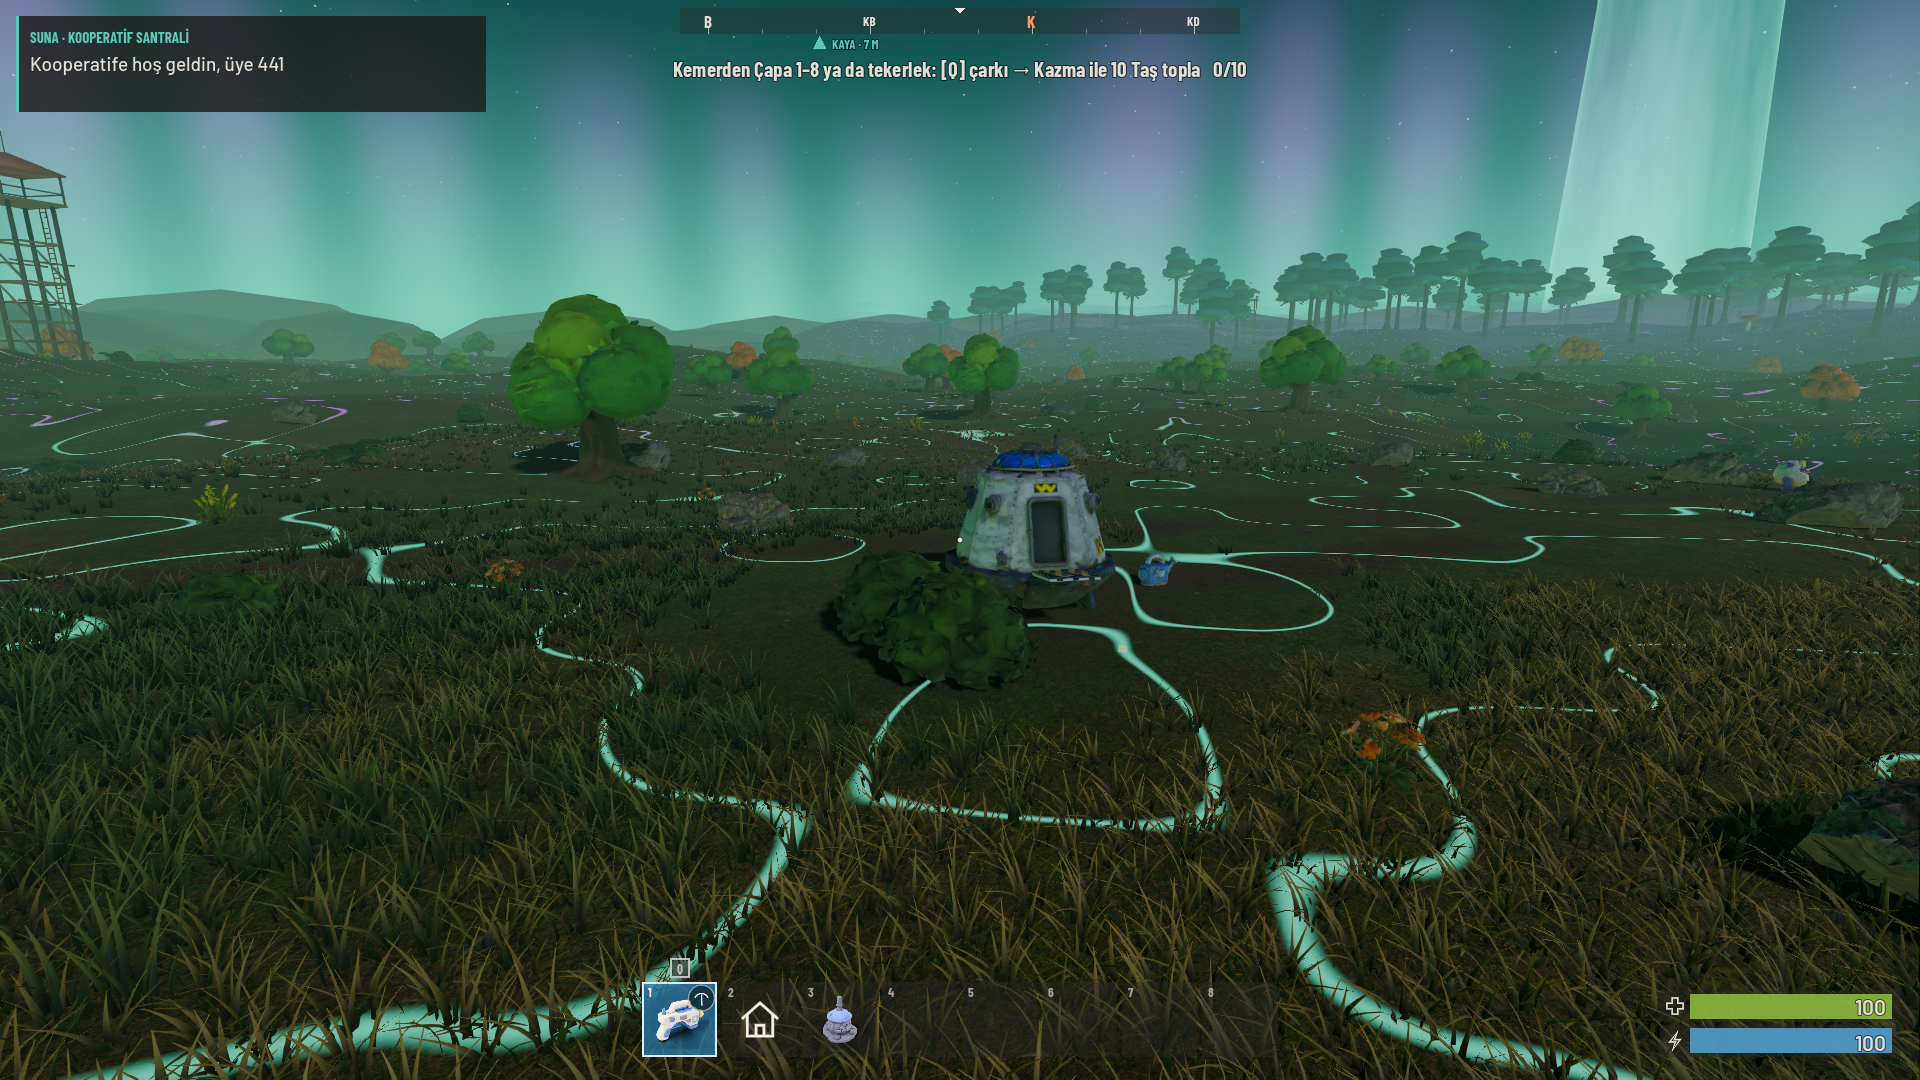 SUNA · KOOPERATİF SANTRALİ
Kooperatife hoş geldin, üye 441
B KB K KD
KAYA · 7 M
Kemerden Çapa 1-8 ya da tekerlek: [Q] çarkı → Kazma ile 10 Taş topla 0/10
Q
1 2 3 4 5 6 7 8
100
100